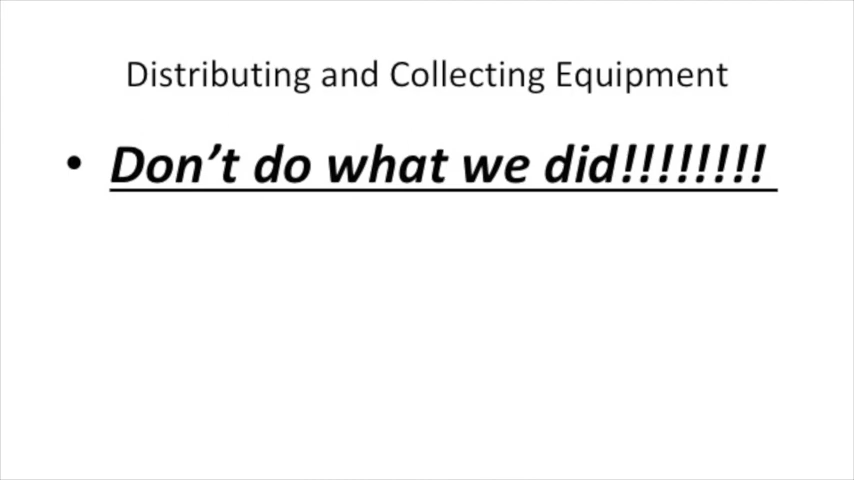 Distributing and Collecting Equipment
• Don’t do what we did!!!!!!!!